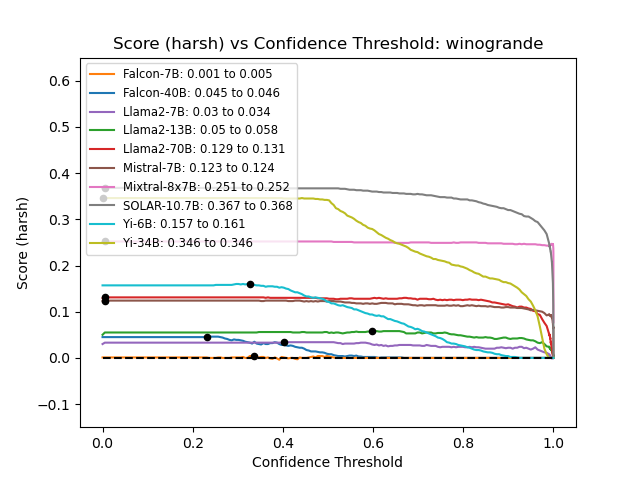 Score (harsh) vs Confidence Threshold: winogrande
Score (harsh)
0.6
0.5
0.4
0.3
0.2
0.1
0.0
−0.1
Falcon-7B: 0.001 to 0.005
Falcon-40B: 0.045 to 0.046
Llama2-7B: 0.03 to 0.034
Llama2-13B: 0.05 to 0.058
Llama2-70B: 0.129 to 0.131
Mistral-7B: 0.123 to 0.124
Mixtral-8x7B: 0.251 to 0.252
SOLAR-10.7B: 0.367 to 0.368
Yi-6B: 0.157 to 0.161
Yi-34B: 0.346 to 0.346
0.0 0.2 0.4 0.6 0.8 1.0
Confidence Threshold